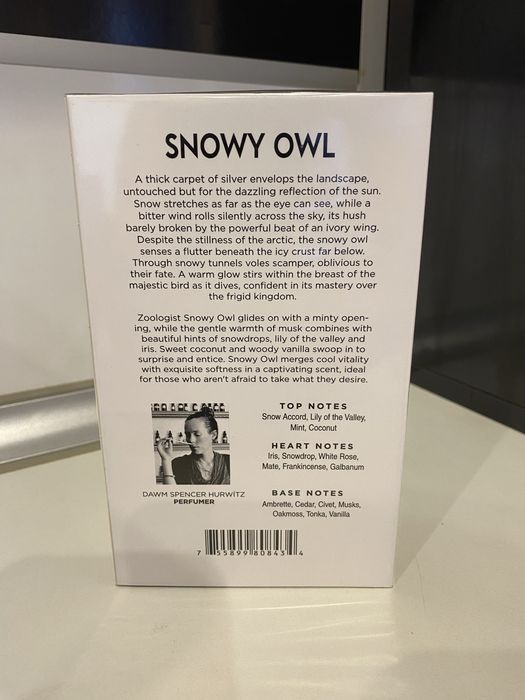 SNOWY OWL
A thick carpet of silver envelops the landscape,
untouched but for the dazzling reflection of the sun.
Snow stretches as far as the eye can see, while a
bitter wind rolls silently across the sky, its hush
barely broken by the powerful beat of an ivory wing.
Despite the stillness of the arctic, the snowy owl
senses a flutter beneath the icy crust far below.
Through snowy tunnels voles scamper, oblivious to
their fate. A warm glow stirs within the breast of the
majestic bird as it dives, confident in its mastery over
the frigid kingdom.
Zoologist Snowy Owl glides on with a minty open-
ing, while the gentle warmth of musk combines with
beautiful hints of snowdrops, lily of the valley and
iris. Sweet coconut and woody vanilla swoop in to
surprise and entice. Snowy Owl merges cool vitality
with exquisite softness in a captivating scent, ideal
for those who aren't afraid to take what they desire.
TOP NOTES
Snow Accord, Lily of the Valley,
Mint, Coconut
HEART NOTES
Iris, Snowdrop, White Rose,
Mate, Frankincense, Galbanum
BASE NOTES
Ambrette, Cedar, Civet, Musks,
Oakmoss, Tonka, Vanilla
DAWM SPENCER HURWİTZ
PERFUMER
7 55899 80843 4